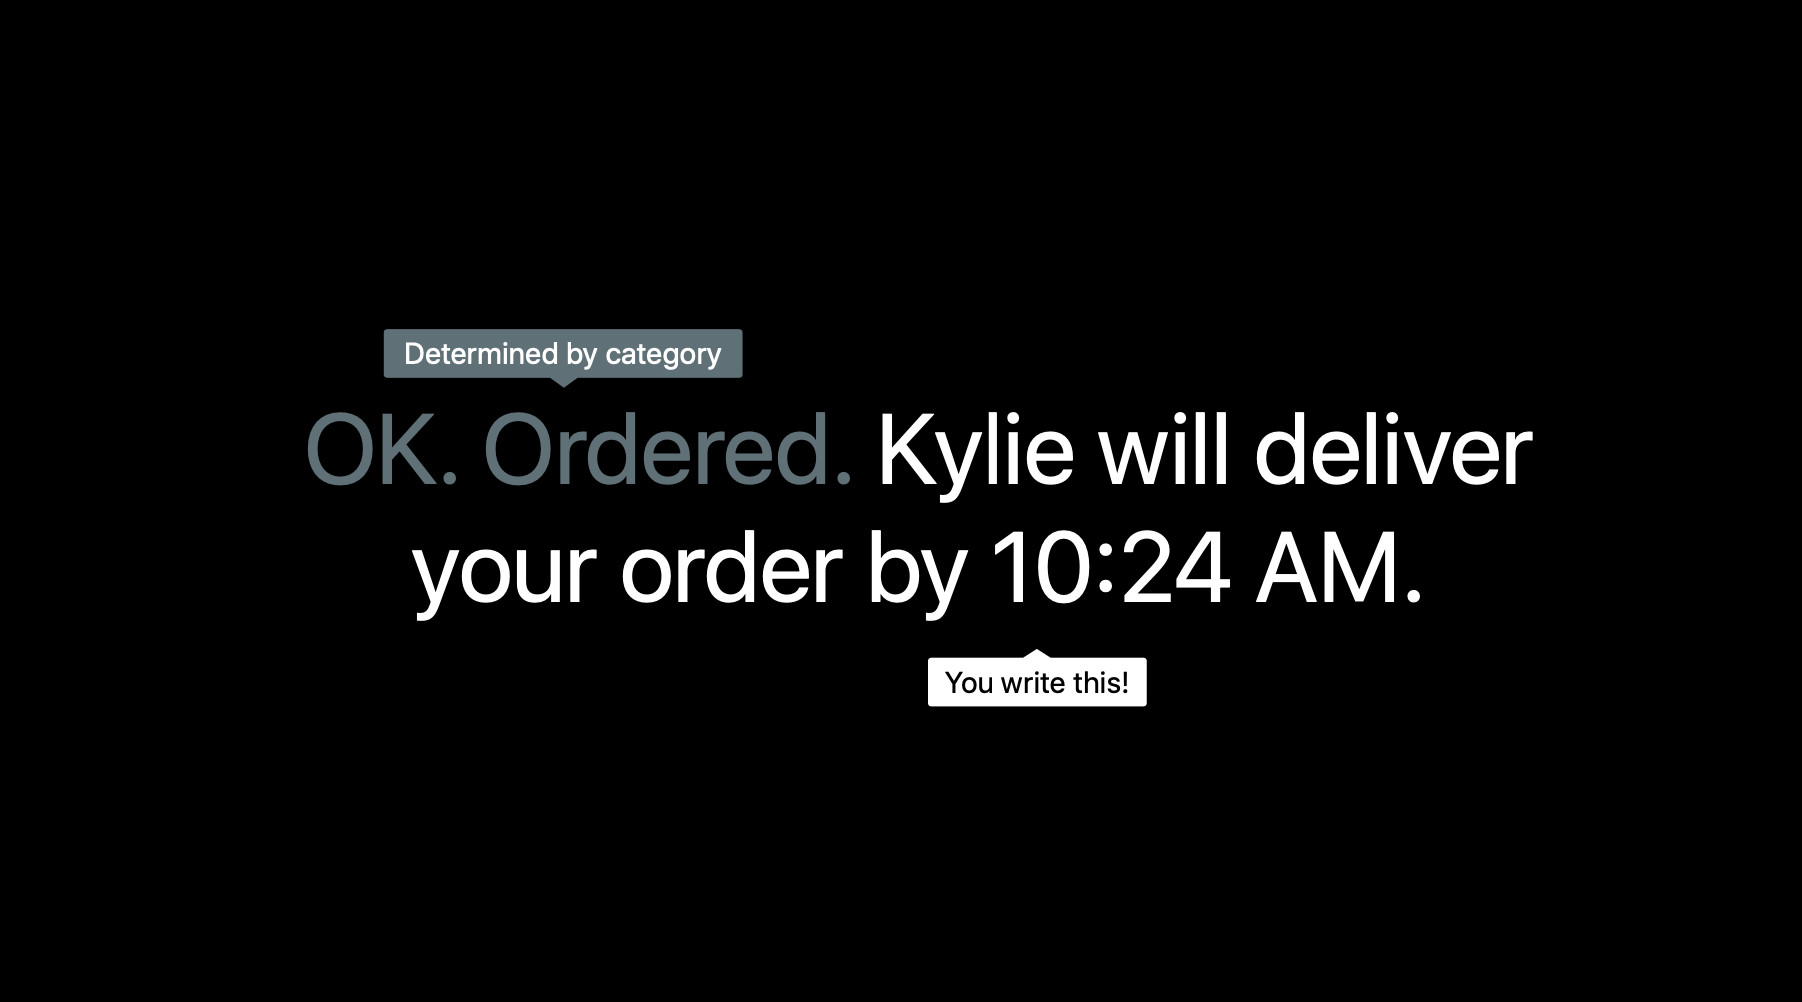 Determined by category
OK. Ordered. Kylie will deliver
your order by 10:24 AM.
You write this!